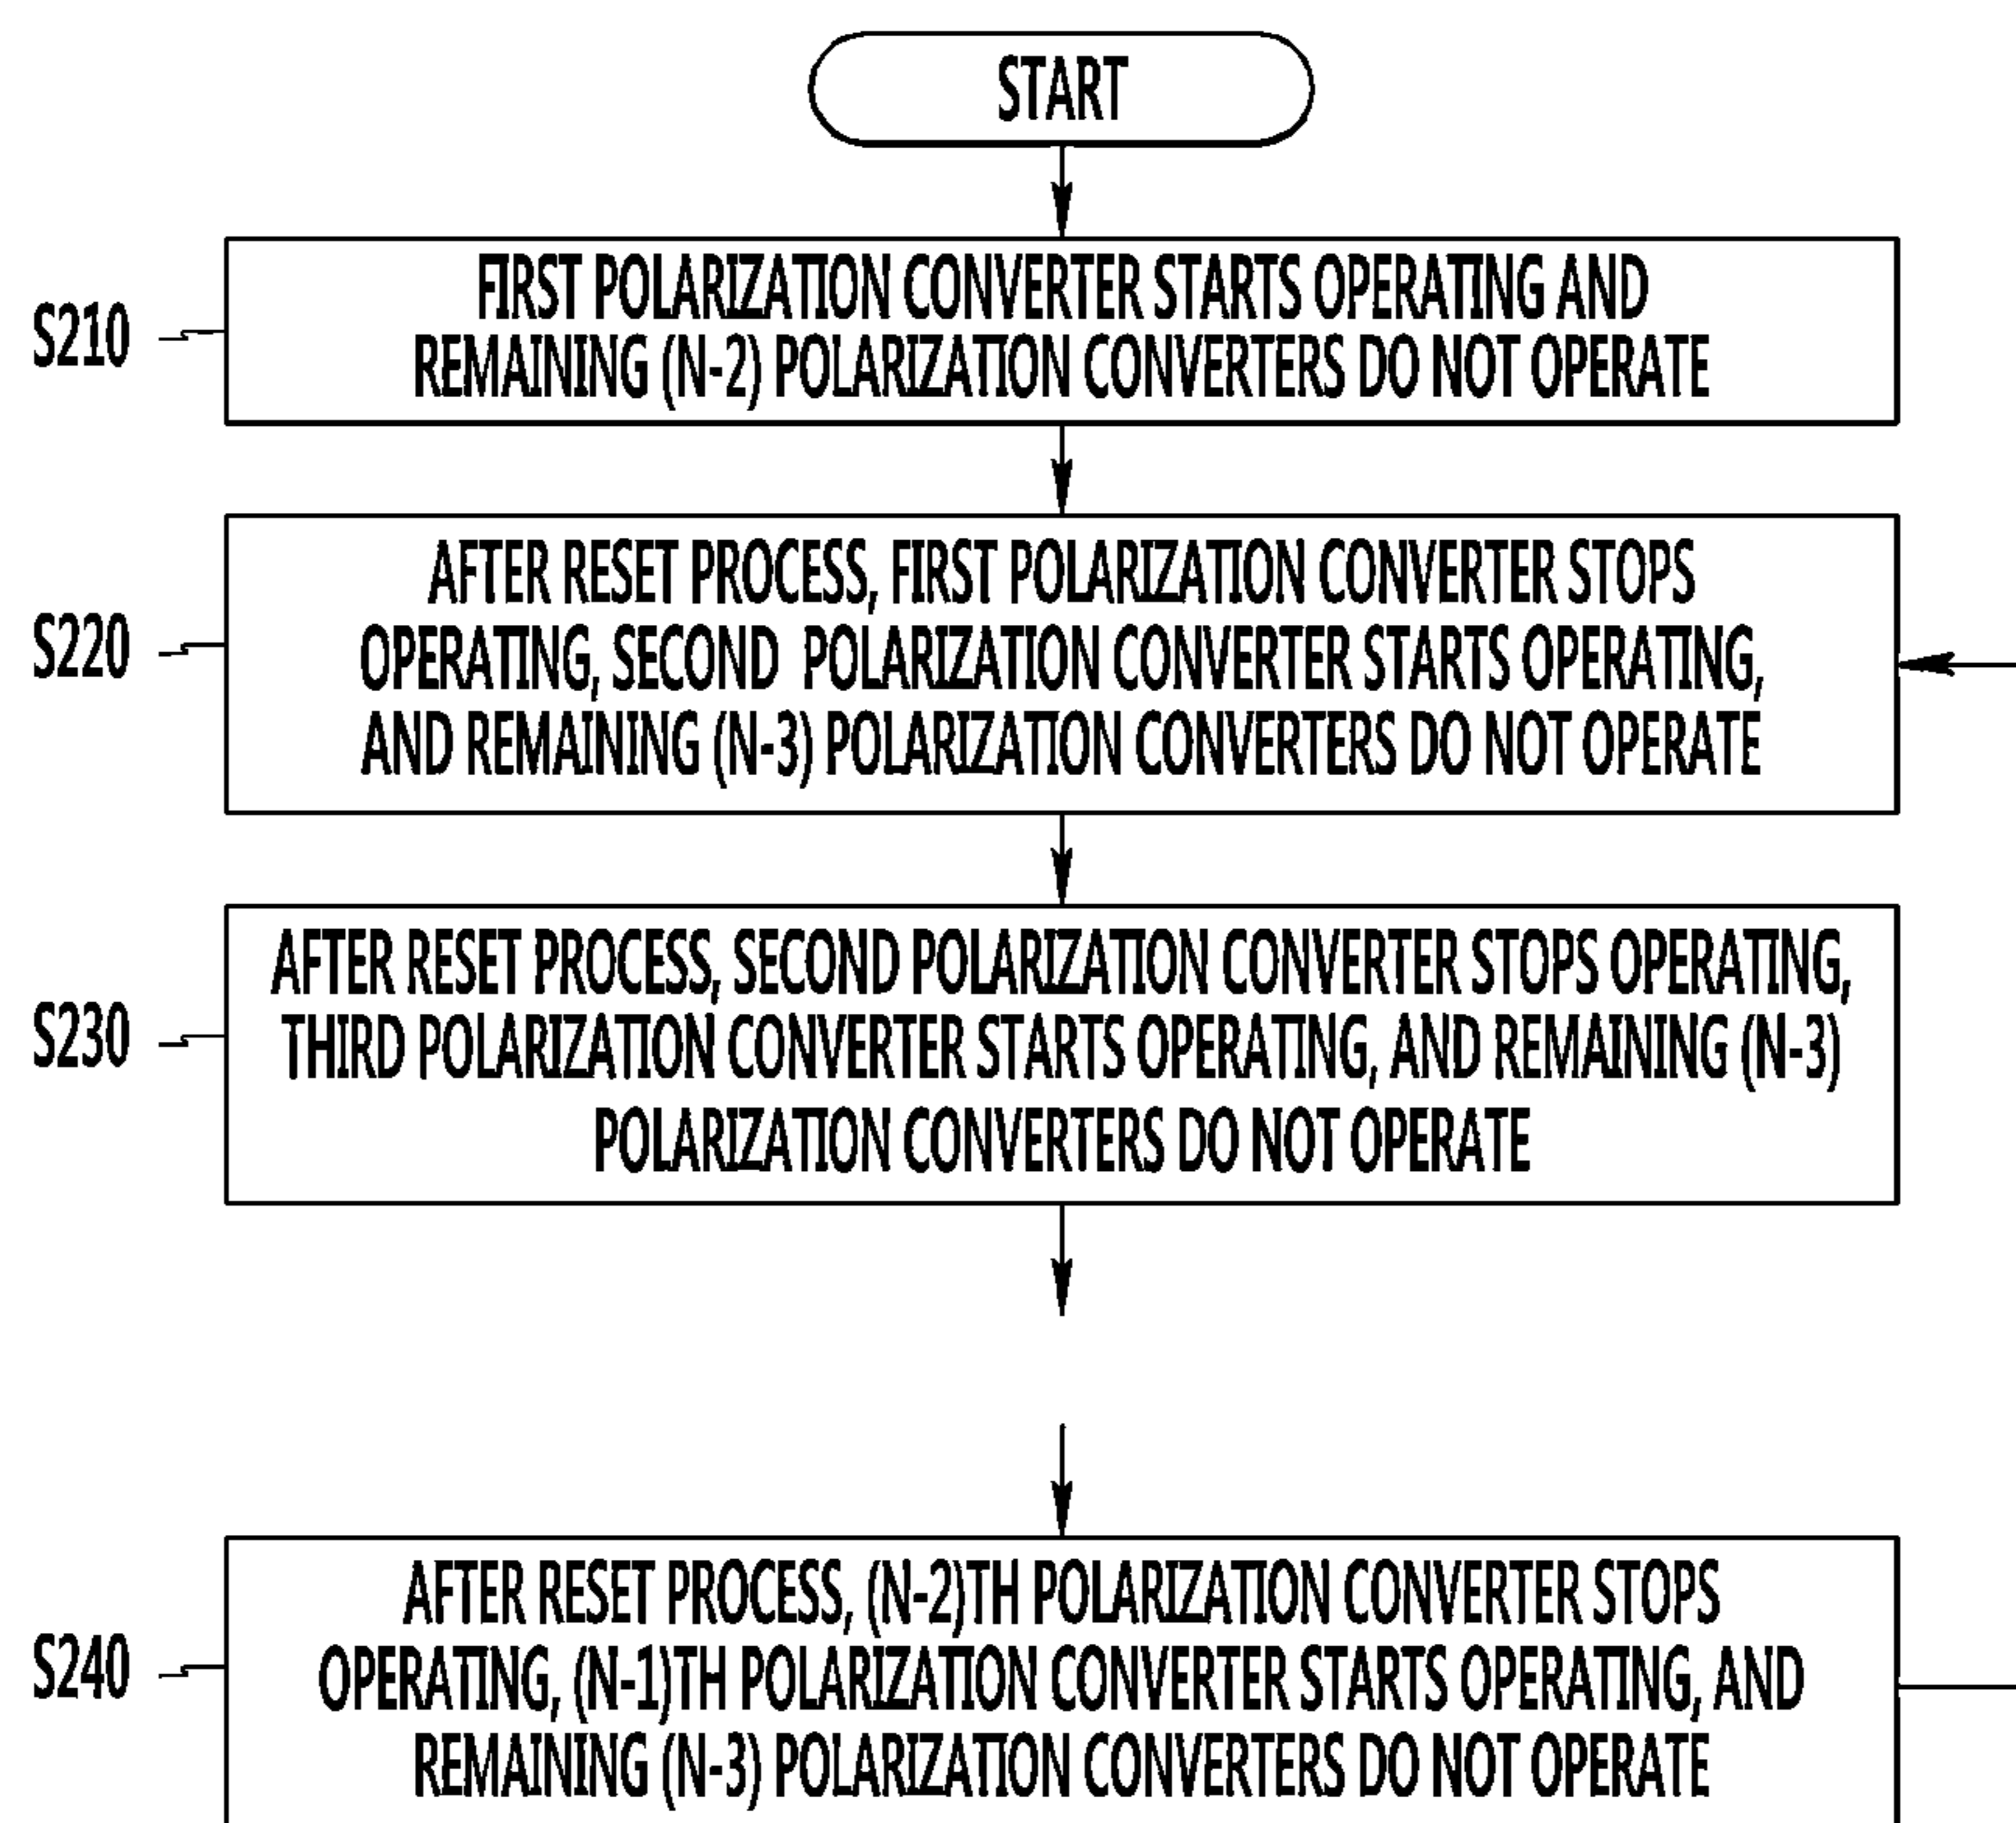 START
S210
FIRST POLARIZATION CONVERTER STARTS OPERATING AND
REMAINING (N-2) POLARIZATION CONVERTERS DO NOT OPERATE
S220
AFTER RESET PROCESS, FIRST POLARIZATION CONVERTER STOPS
OPERATING, SECOND POLARIZATION CONVERTER STARTS OPERATING,
AND REMAINING (N-3) POLARIZATION CONVERTERS DO NOT OPERATE
S230
AFTER RESET PROCESS, SECOND POLARIZATION CONVERTER STOPS OPERATING,
THIRD POLARIZATION CONVERTER STARTS OPERATING, AND REMAINING (N-3)
POLARIZATION CONVERTERS DO NOT OPERATE
S240
AFTER RESET PROCESS, (N-2)TH POLARIZATION CONVERTER STOPS
OPERATING, (N-1)TH POLARIZATION CONVERTER STARTS OPERATING, AND
REMAINING (N-3) POLARIZATION CONVERTERS DO NOT OPERATE